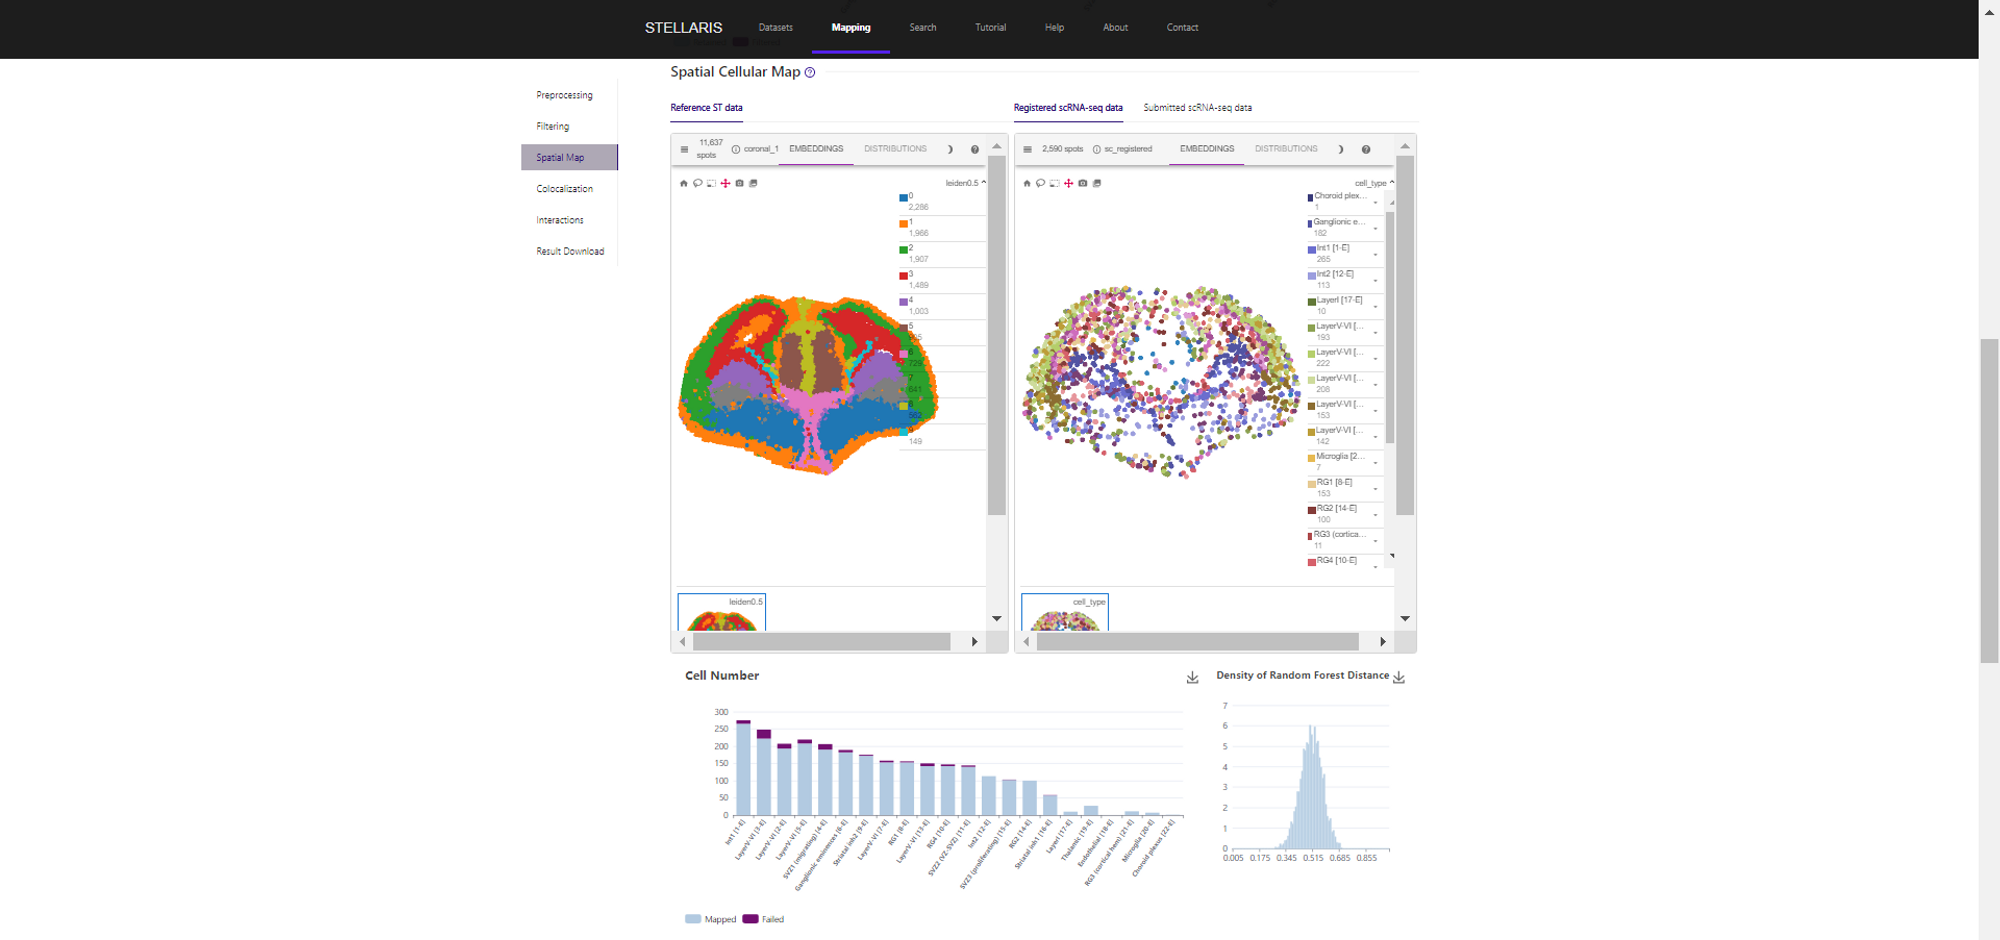 STELLARIS Datasets Mapping Search Tutorial Help About Contact
Preprocessing
Filtering
Spatial Map
Colocalization
Interactions
Result Download
Spatial Cellular Map
Reference ST data
11,637 spots coronal_1 EMBEDDINGS DISTRIBUTIONS
leiden0.5
0
2,286
1
1,966
2
1,907
3
1,489
4
1,003
5
6
729
7
641
8
552
149
leiden0.5
Registered scRNA-seq data Submitted scRNA-seq data
2,590 spots sc_registered EMBEDDINGS DISTRIBUTIONS
cell_type
Choroid plex...
1
Ganglionic e...
182
Int1 [1-E]
265
Int2 [12-E]
113
LayerI [17-E]
10
LayerV-VI [...
193
LayerV-VI [...
222
LayerV-VI [...
208
LayerV-VI [...
153
LayerV-VI [...
142
Microglia [2...
7
RG1 [8-E]
153
RG2 [14-E]
100
RG3 (cortica...
11
RG4 [10-E]
cell_type
Cell Number
300
250
200
150
100
50
0
Int1 [1-E]
LayerV-VI [3-E]
LayerV-VI [2-E]
LayerV-VI [5-E]
SVZ1 (migrating) [4-E]
Ganglionic eminences [6-E]
Striatal inh2 [9-E]
LayerV-VI [7-E]
RG1 [8-E]
LayerV-VI [13-E]
RG4 [10-E]
SVZ2 (VZ-SVZ) [11-E]
Int2 [12-E]
SVZ3 (proliferating) [15-E]
RG2 [14-E]
Striatal inh1 [16-E]
LayerI [17-E]
Thalamic [19-E]
Endothelial [18-E]
RG3 (cortical hem) [21-E]
Microglia [20-E]
Choroid plexus [22-E]
Mapped Failed
Density of Random Forest Distance
7
6
5
4
3
2
1
0
0.005 0.175 0.345 0.515 0.685 0.855